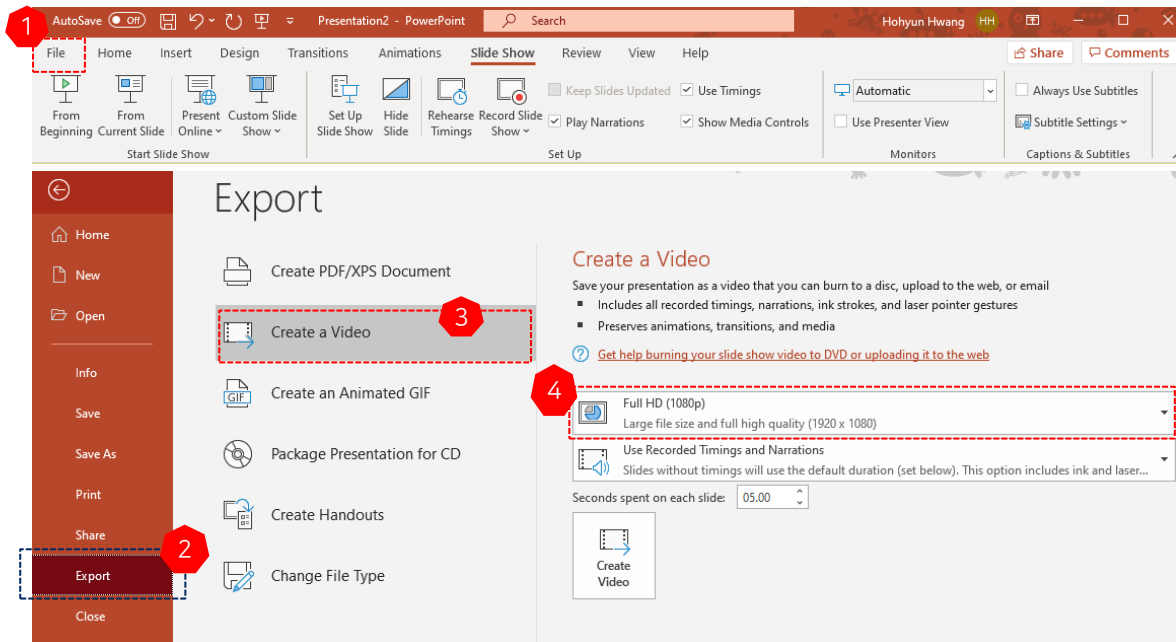 1
AutoSave Off Presentation2 - PowerPoint Search Hohyun Hwang HH
File Home Insert Design Transitions Animations Slide Show Review View Help Share Comments
From Beginning
From Current Slide
Present Online
Custom Slide Show
Set Up Slide Show
Hide Slide
Rehearse Timings
Record Slide Show
Keep Slides Updated
Use Timings
Play Narrations
Show Media Controls
Automatic
Use Presenter View
Always Use Subtitles
Subtitle Settings
Start Slide Show Set Up Monitors Captions & Subtitles
Home
New
Open
Info
Save
Save As
Print
Share
2
Export
Close
Export
Create PDF/XPS Document
3
Create a Video
Create an Animated GIF
GIF
Package Presentation for CD
Create Handouts
Change File Type
Create a Video
Save your presentation as a video that you can burn to a disc, upload to the web, or email
Includes all recorded timings, narrations, ink strokes, and laser pointer gestures
Preserves animations, transitions, and media
? Get help burning your slide show video to DVD or uploading it to the web
4
Full HD (1080p)
Large file size and full high quality (1920 x 1080)
Use Recorded Timings and Narrations
Slides without timings will use the default duration (set below). This option includes ink and laser...
Seconds spent on each slide: 05.00
Create
Video